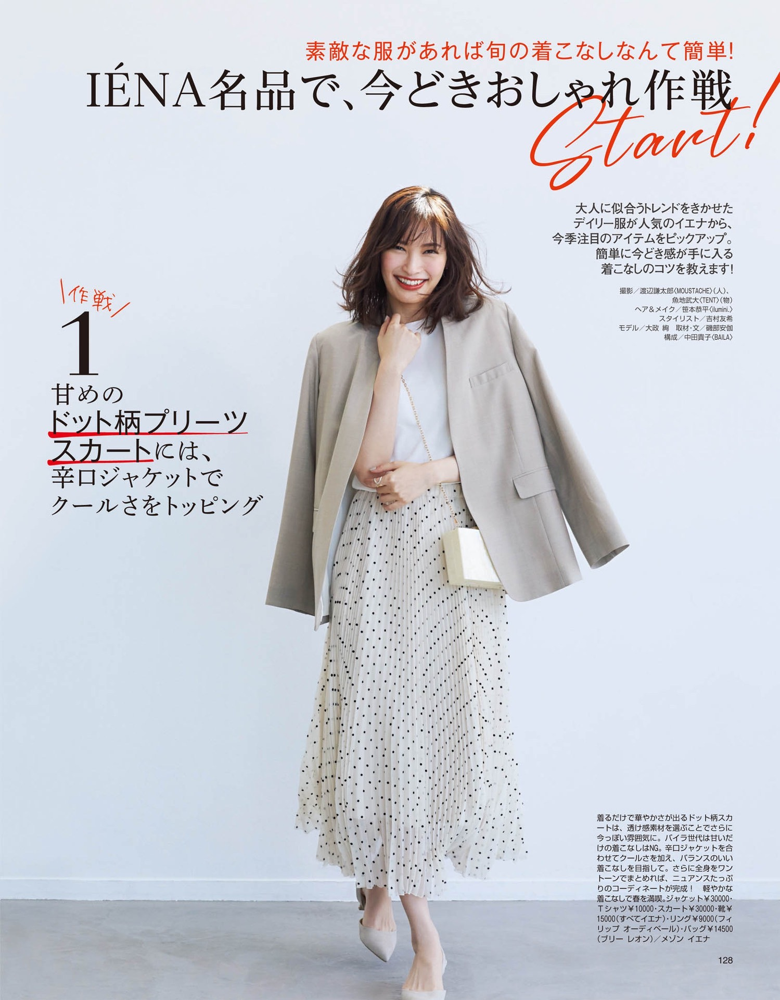 素敵な服があれば旬の着こなしなんて簡単!
IÉNA名品で、今どきおしゃれ作戦
Start!
大人に似合うトレンドをきかせた
デイリー服が人気のイエナから、
今季注目のアイテムをピックアップ。
簡単に今どき感が手に入る
着こなしのコツを教えます!
撮影／渡辺謙太郎〈MOUSTACHE〉(人)、
魚地武大〈TENT〉(物)
ヘア＆メイク／笹本恭平〈ilumini.〉
スタイリスト／吉村友希
モデル／大政 絢　取材・文／磯部安伽
構成／中田貴子〈BAILA〉
作戦
1
甘めの
ドット柄プリーツ
スカートには、
辛口ジャケットで
クールさをトッピング
着るだけで華やかさが出るドット柄スカ
ートは、透け感素材を選ぶことでさらに
今っぽい雰囲気に。バイラ世代は甘いだ
けの着こなしはNG。辛口ジャケットを合
わせてクールさを加え、バランスのいい
着こなしを目指して。さらに全身をワン
トーンでまとめれば、ニュアンスたっぷ
りのコーディネートが完成！　軽やかな
着こなしで春を満喫。ジャケット¥30000・
Tシャツ¥10000・スカート¥30000・靴¥
15000(すべてイエナ)・リング¥9000(フィ
リップ オーディベール)・バッグ¥14500
(ブリー レオン)／メゾン イエナ
128